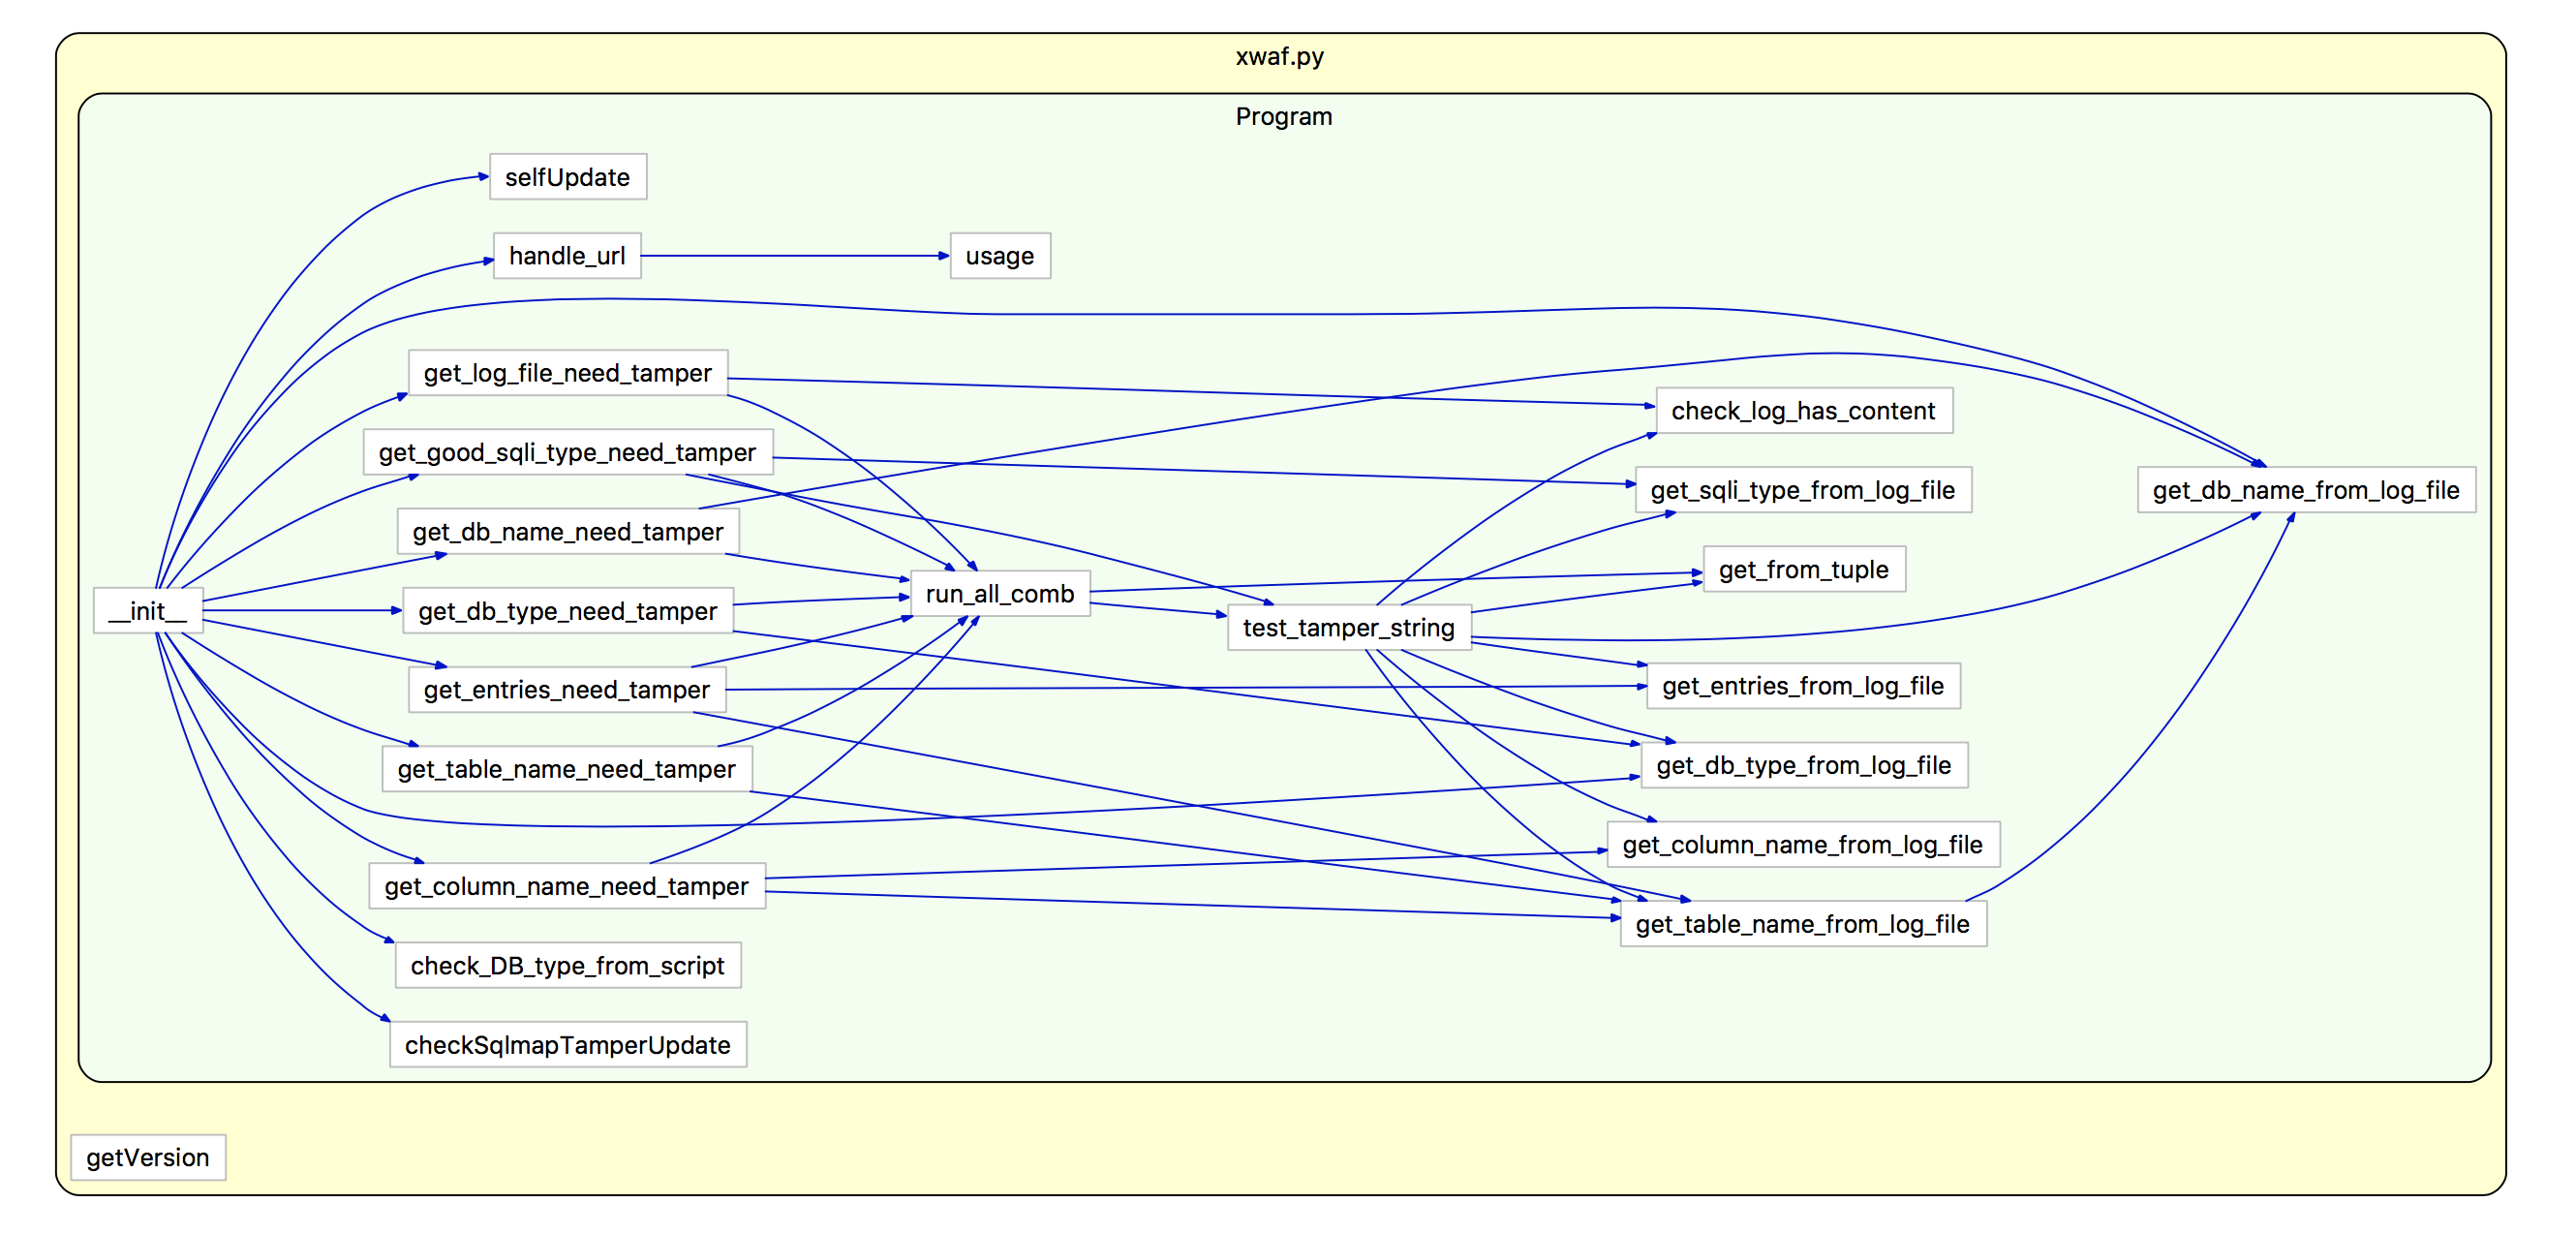 xwaf.py
Program
selfUpdate
handle_url
usage
get_log_file_need_tamper
check_log_has_content
get_good_sqli_type_need_tamper
get_sqli_type_from_log_file
get_db_name_from_log_file
get_db_name_need_tamper
get_from_tuple
run_all_comb
__init__
get_db_type_need_tamper
test_tamper_string
get_entries_need_tamper
get_entries_from_log_file
get_table_name_need_tamper
get_db_type_from_log_file
get_column_name_from_log_file
get_column_name_need_tamper
get_table_name_from_log_file
check_DB_type_from_script
checkSqlmapTamperUpdate
getVersion